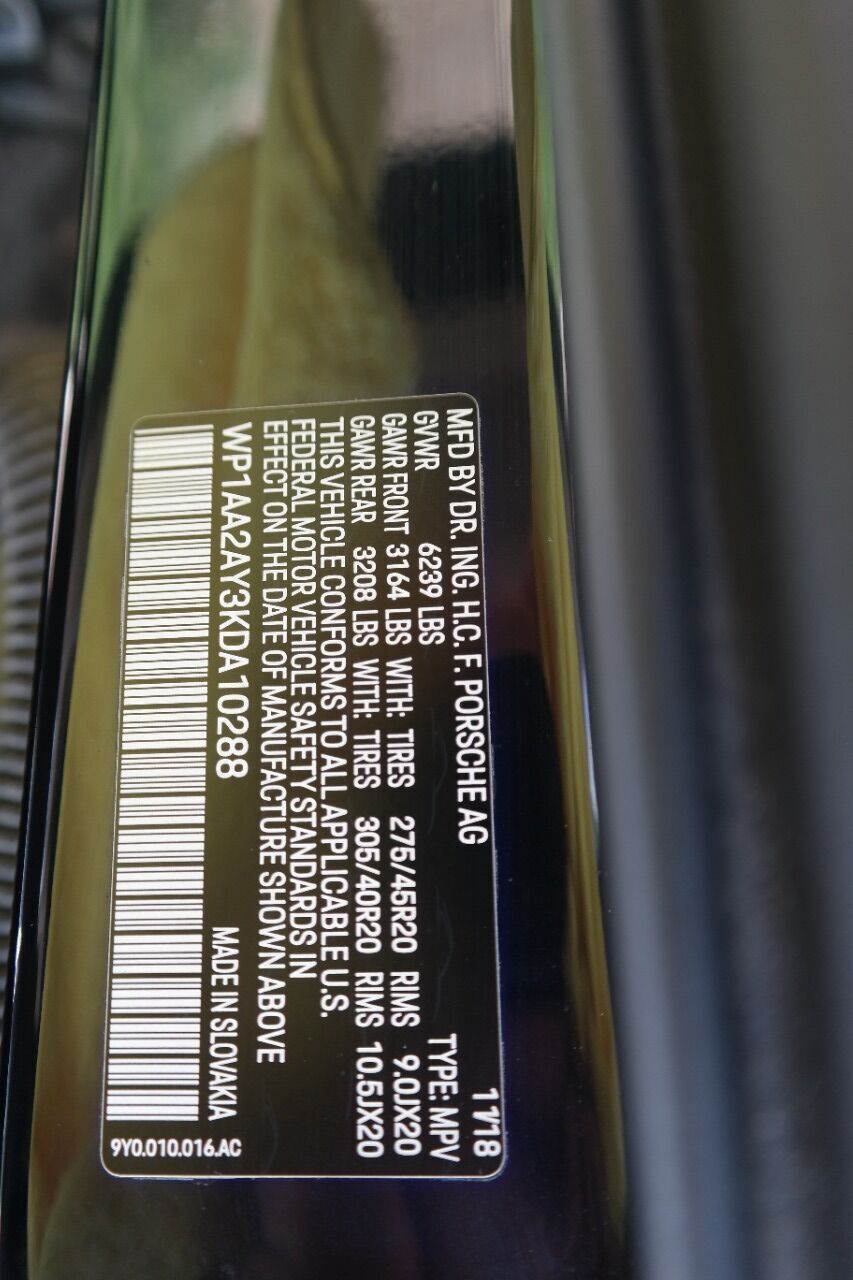 MFD BY DR. ING. H.C. F. PORSCHE AG 11/18
GVWR 6239 LBS TYPE: MPV
GAWR FRONT 3164 LBS WITH: TIRES 275/45R20 RIMS 9.0JX20
GAWR REAR 3208 LBS WITH: TIRES 305/40R20 RIMS 10.5JX20
THIS VEHICLE CONFORMS TO ALL APPLICABLE U.S.
FEDERAL MOTOR VEHICLE SAFETY STANDARDS IN
EFFECT ON THE DATE OF MANUFACTURE SHOWN ABOVE
WP1AA2AY3KDA10288 MADE IN SLOVAKIA
9Y0.010.016.AC